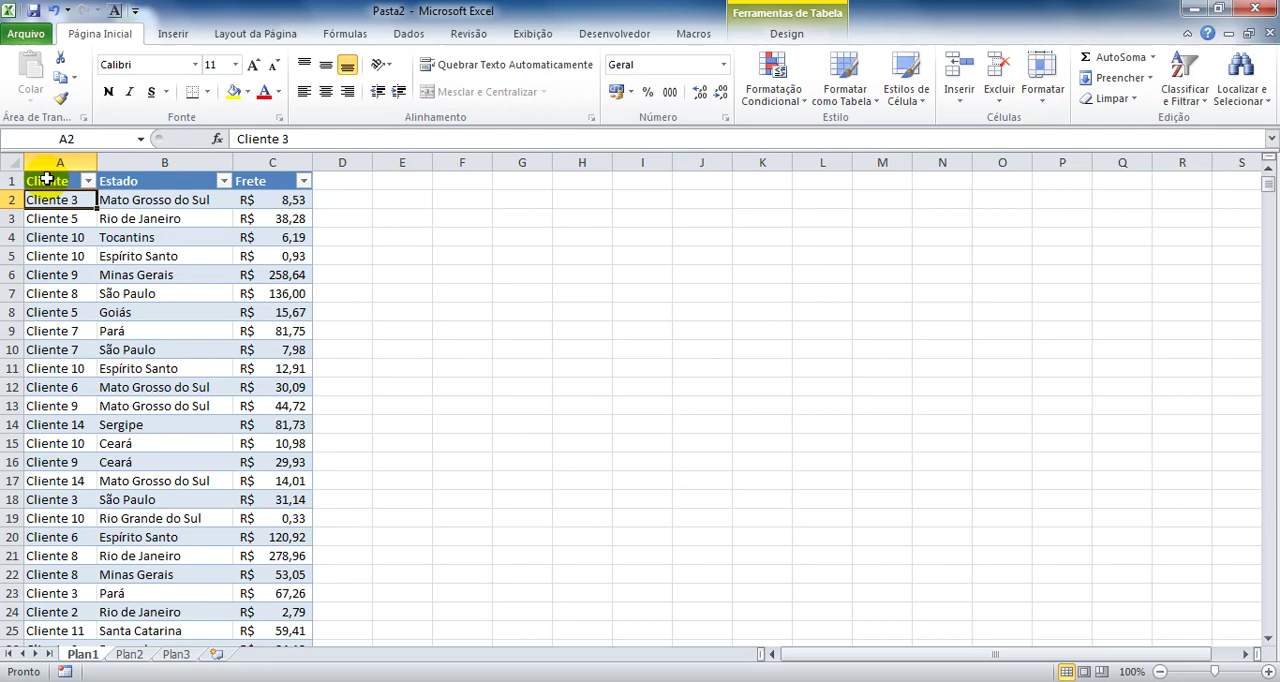 Pasta2 - Microsoft Excel
Ferramentas de Tabela
Arquivo Página Inicial Inserir Layout da Página Fórmulas Dados Revisão Exibição Desenvolvedor Macros Design
Colar
Área de Tran...
Calibri 11
N I S
Fonte
Quebrar Texto Automaticamente
Mesclar e Centralizar
Alinhamento
Geral
% 000
Número
Formatação Condicional
Formatar como Tabela
Estilos de Célula
Estilo
Inserir Excluir Formatar
Células
Σ AutoSoma
Preencher
Limpar
Classificar e Filtrar
Localizar e Selecionar
Edição
A2 fx Cliente 3
A B C D E F G H I J K L M N O P Q R S
1 Cliente Estado Frete
2 Cliente 3 Mato Grosso do Sul R$ 8,53
3 Cliente 5 Rio de Janeiro R$ 38,28
4 Cliente 10 Tocantins R$ 6,19
5 Cliente 10 Espírito Santo R$ 0,93
6 Cliente 9 Minas Gerais R$ 258,64
7 Cliente 8 São Paulo R$ 136,00
8 Cliente 5 Goiás R$ 15,67
9 Cliente 7 Pará R$ 81,75
10 Cliente 7 São Paulo R$ 7,98
11 Cliente 10 Espírito Santo R$ 12,91
12 Cliente 6 Mato Grosso do Sul R$ 30,09
13 Cliente 9 Mato Grosso do Sul R$ 44,72
14 Cliente 14 Sergipe R$ 81,73
15 Cliente 10 Ceará R$ 10,98
16 Cliente 9 Ceará R$ 29,93
17 Cliente 14 Mato Grosso do Sul R$ 14,01
18 Cliente 3 São Paulo R$ 31,14
19 Cliente 10 Rio Grande do Sul R$ 0,33
20 Cliente 6 Espírito Santo R$ 120,92
21 Cliente 8 Rio de Janeiro R$ 278,96
22 Cliente 8 Minas Gerais R$ 53,05
23 Cliente 3 Pará R$ 67,26
24 Cliente 2 Rio de Janeiro R$ 2,79
25 Cliente 11 Santa Catarina R$ 59,41
Plan1 Plan2 Plan3
Pronto 100%